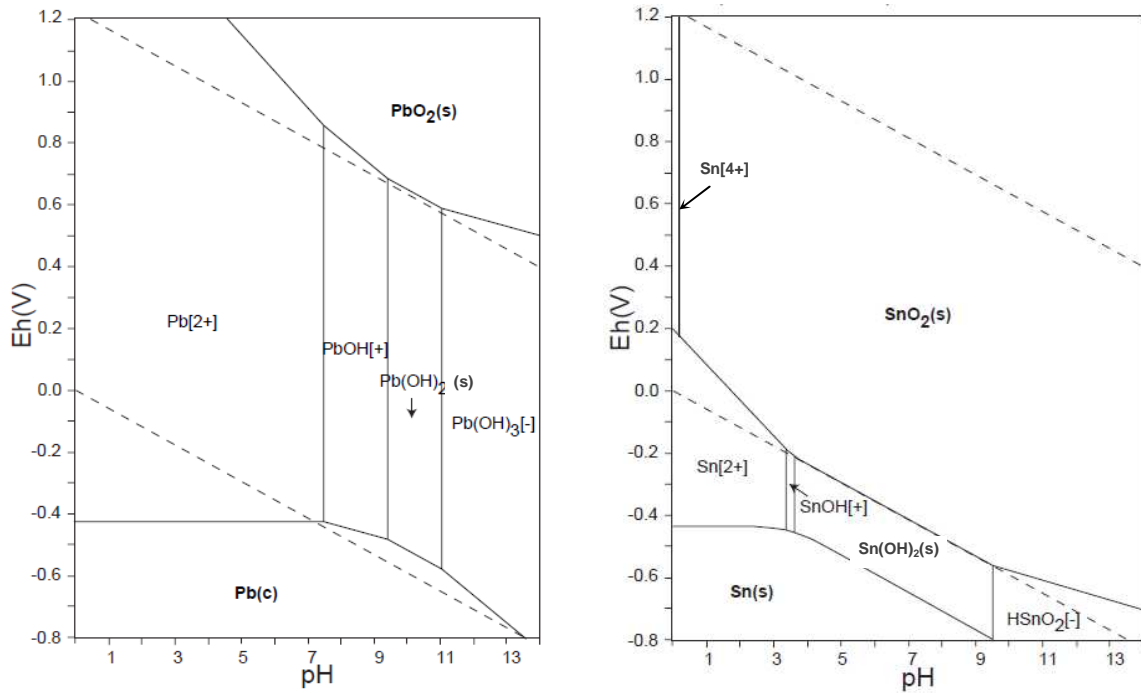 1.2
1.0
0.8
0.6
0.4
0.2
0.0
-0.2
-0.4
-0.6
-0.8
Eh(V)
PbO2(s)
Pb[2+]
PbOH[+]
Pb(OH)2 (s)
Pb(OH)3[-]
Pb(c)
1 3 5 7 9 11 13
pH
1.2
1.0
0.8
0.6
0.4
0.2
0.0
-0.2
-0.4
-0.6
-0.8
Eh(V)
Sn[4+]
SnO2(s)
Sn[2+]
SnOH[+]
Sn(OH)2(s)
Sn(s)
HSnO2[-]
1 3 5 7 9 11 13
pH